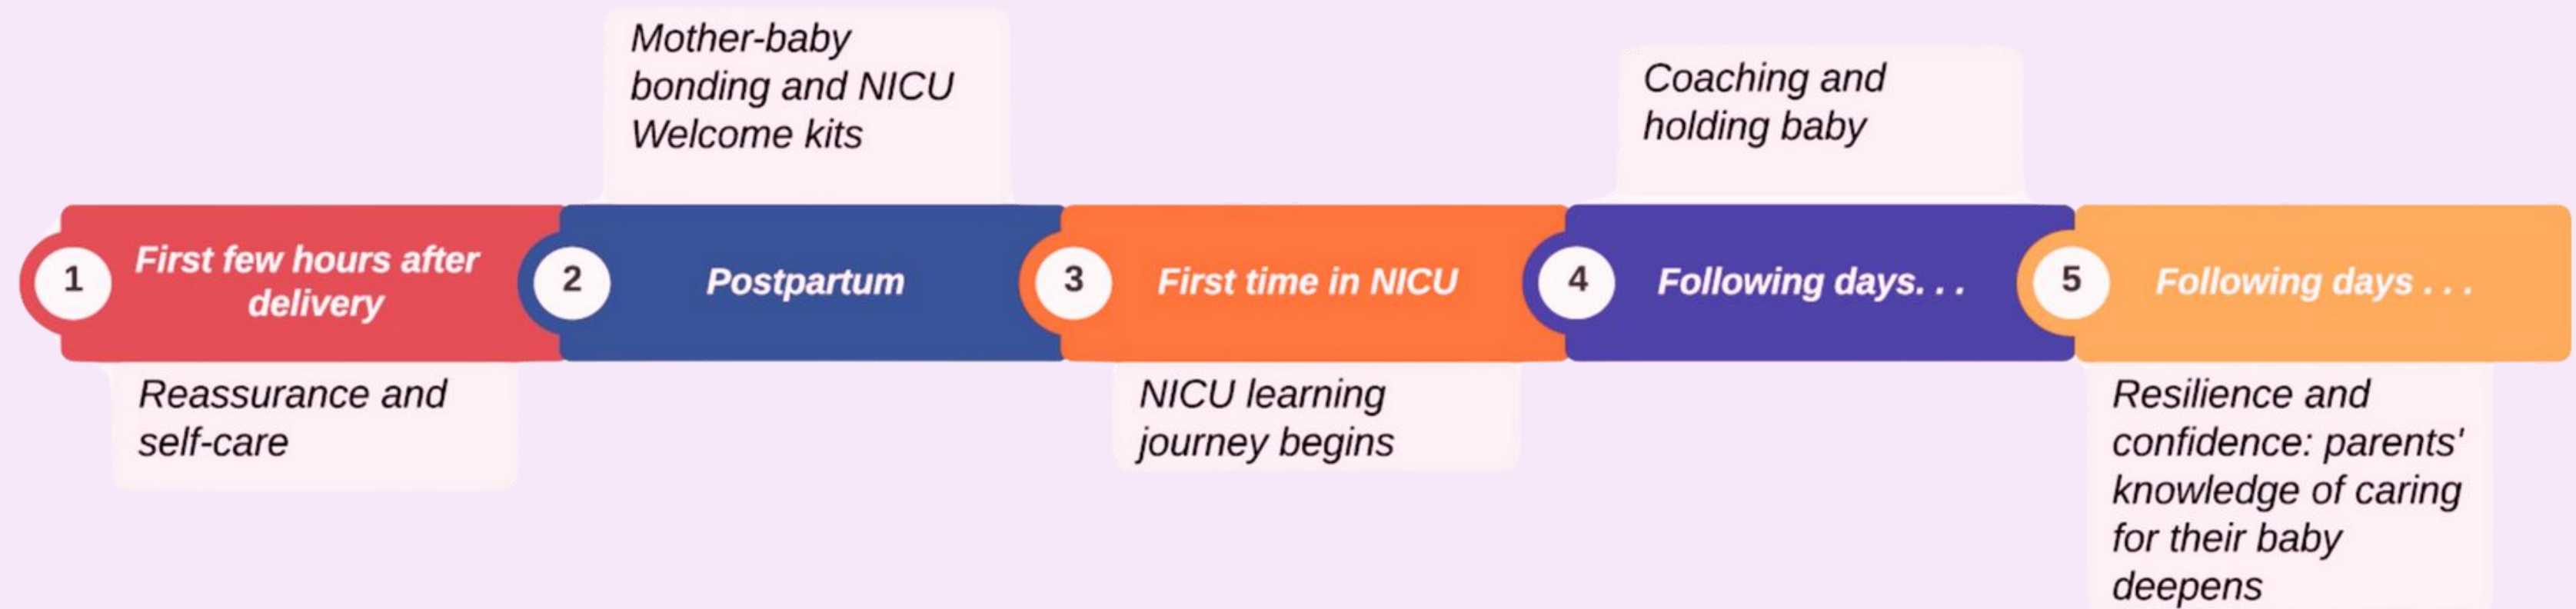 1
First few hours after
delivery
Reassurance and
self-care
Mother-baby
bonding and NICU
Welcome kits
2
Postpartum
3
First time in NICU
NICU learning
journey begins
Coaching and
holding baby
4
Following days. . .
5
Following days . . .
Resilience and
confidence: parents'
knowledge of caring
for their baby
deepens